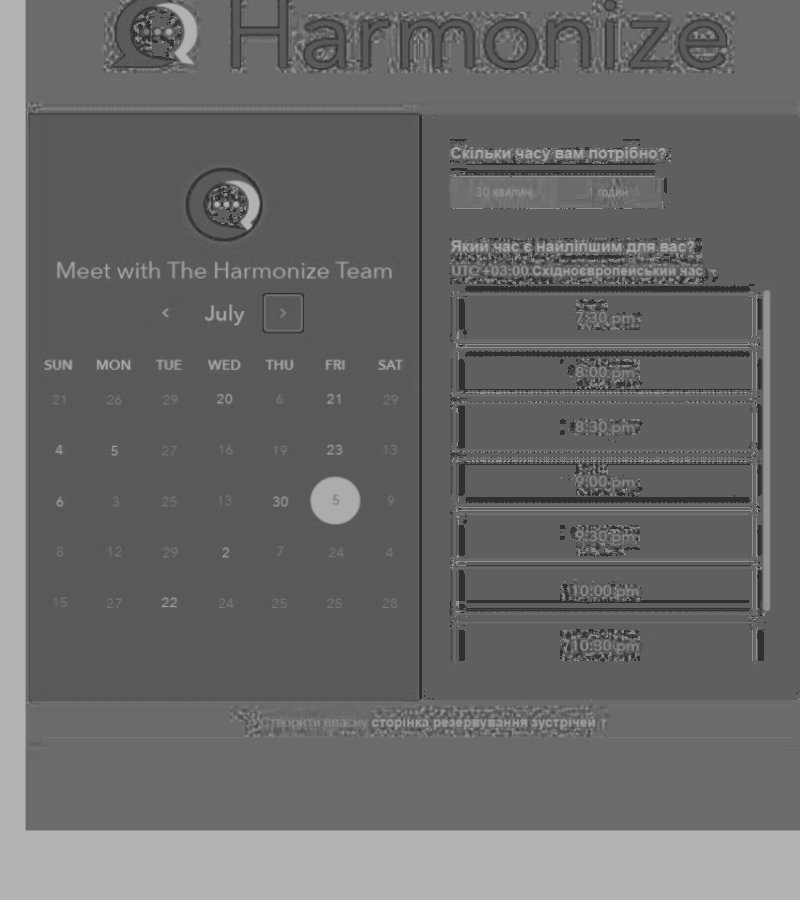 Harmonize
Meet with The Harmonize Team
July
SUN MON TUE WED THU FRI SAT
21 26 29 20 6 21 29
4 5 27 16 19 23 13
6 3 25 13 30 5 9
8 12 29 2 7 24 4
15 27 22 24 25 25 28
Скільки часу вам потрібно?
30 хвилин 1 годин
Який час є найліпшим для вас?
UTC +03:00 Східноєвропейський час
7:30 pm
8:00 pm
8:30 pm
9:00 pm
9:30 pm
10:00 pm
10:30 pm
Створити власну сторінка резервування зустрічей